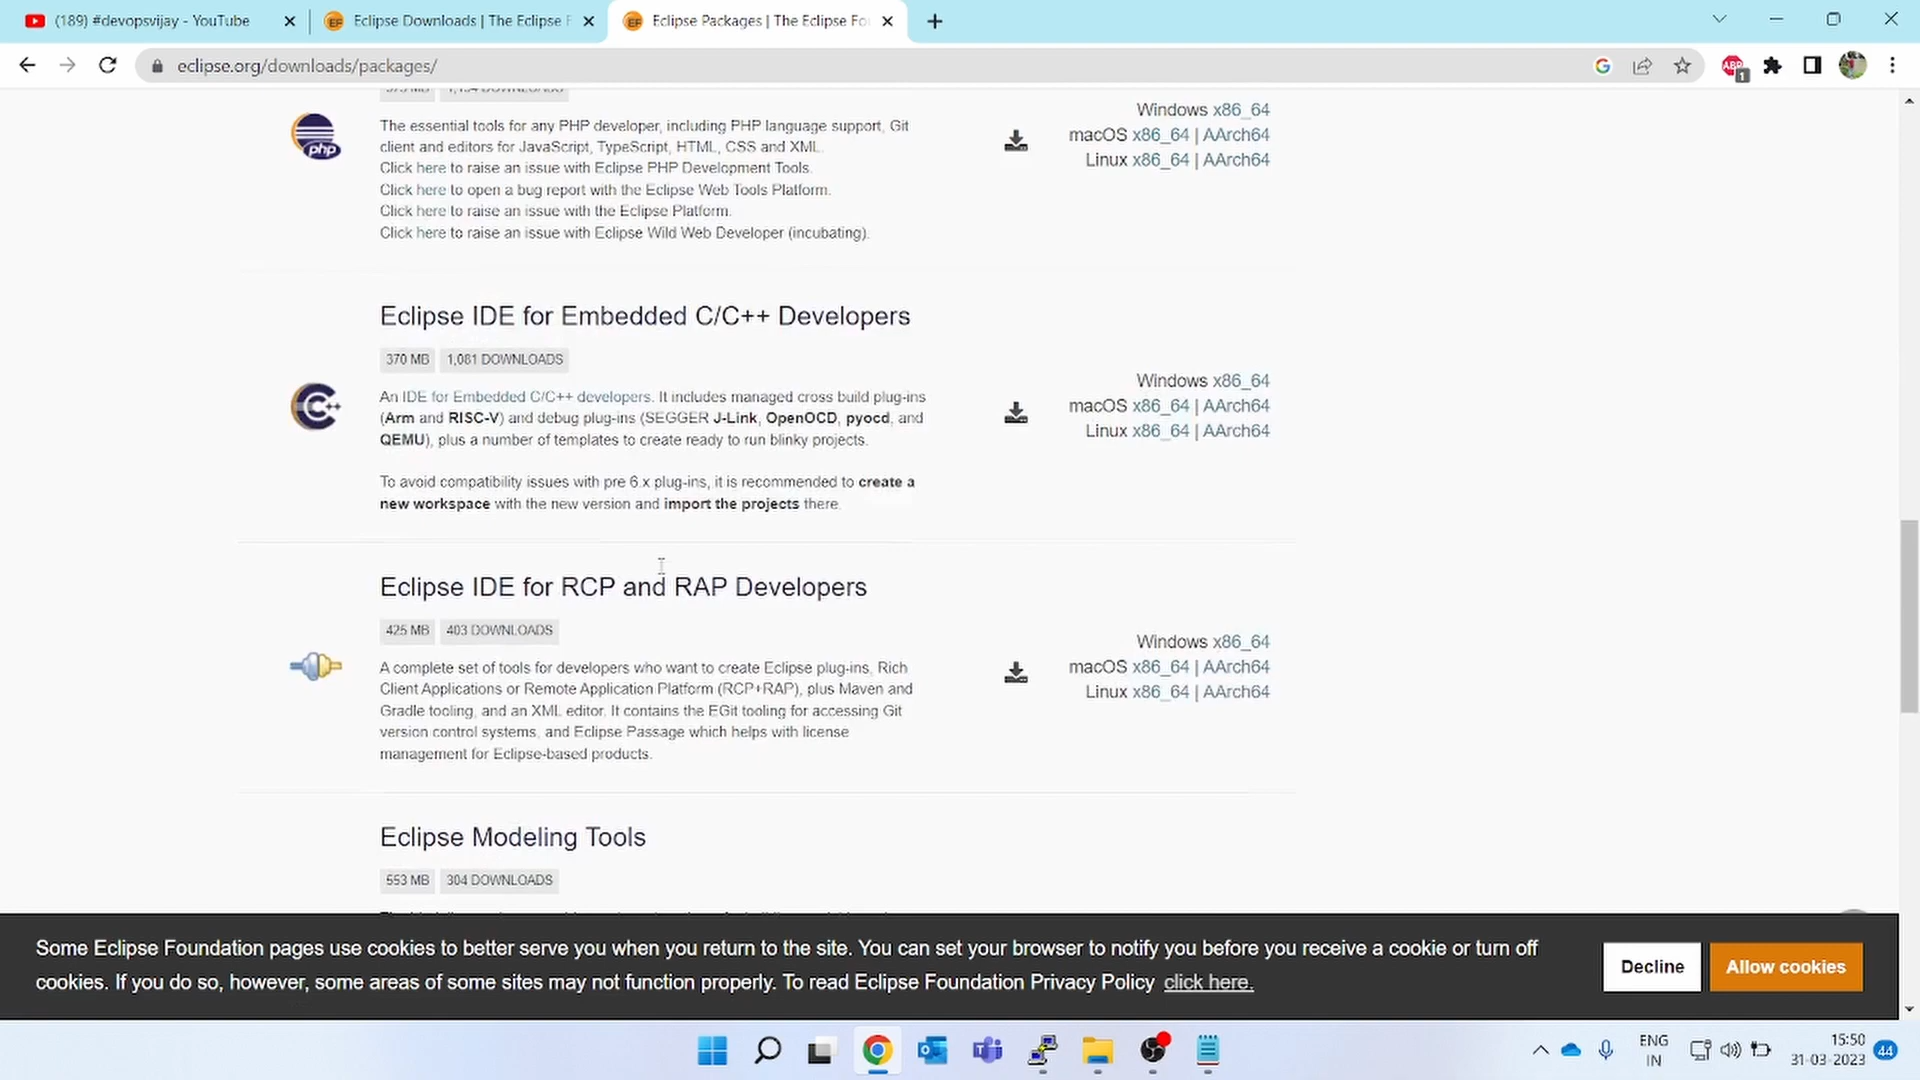 (189) #devopsvijay - YouTube
Eclipse Downloads | The Eclipse F
Eclipse Packages | The Eclipse Fou
eclipse.org/downloads/packages/
ABP
1
The essential tools for any PHP developer, including PHP language support, Git
client and editors for JavaScript, TypeScript, HTML, CSS and XML.
Click here to raise an issue with Eclipse PHP Development Tools.
Click here to open a bug report with the Eclipse Web Tools Platform.
Click here to raise an issue with the Eclipse Platform.
Click here to raise an issue with Eclipse Wild Web Developer (incubating).
php
Windows x86_64
macOS x86_64 | AArch64
Linux x86_64 | AArch64
Eclipse IDE for Embedded C/C++ Developers
370 MB 1,081 DOWNLOADS
An IDE for Embedded C/C++ developers. It includes managed cross build plug-ins
(Arm and RISC-V) and debug plug-ins (SEGGER J-Link, OpenOCD, pyocd, and
QEMU), plus a number of templates to create ready to run blinky projects.
To avoid compatibility issues with pre 6.x plug-ins, it is recommended to create a
new workspace with the new version and import the projects there.
C++
Windows x86_64
macOS x86_64 | AArch64
Linux x86_64 | AArch64
Eclipse IDE for RCP and RAP Developers
425 MB 403 DOWNLOADS
A complete set of tools for developers who want to create Eclipse plug-ins, Rich
Client Applications or Remote Application Platform (RCP+RAP), plus Maven and
Gradle tooling, and an XML editor. It contains the EGit tooling for accessing Git
version control systems, and Eclipse Passage which helps with license
management for Eclipse-based products.
Windows x86_64
macOS x86_64 | AArch64
Linux x86_64 | AArch64
Eclipse Modeling Tools
553 MB 304 DOWNLOADS
Some Eclipse Foundation pages use cookies to better serve you when you return to the site. You can set your browser to notify you before you receive a cookie or turn off
cookies. If you do so, however, some areas of some sites may not function properly. To read Eclipse Foundation Privacy Policy click here.
Decline
Allow cookies
ENG
IN
15:50
31-03-2023
44